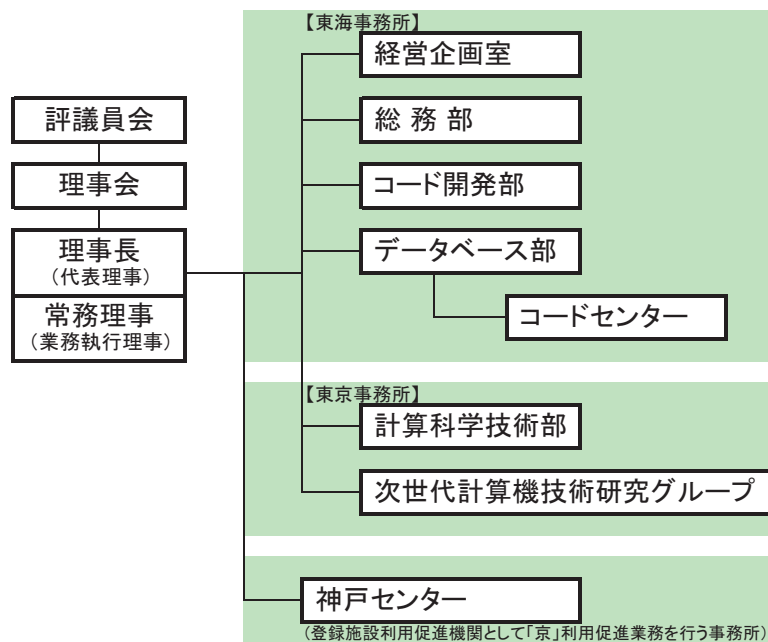 評議員会
理事会
理事長
（代表理事）
常務理事
（業務執行理事）
【東海事務所】
経営企画室
総 務 部
コード開発部
データベース部
コードセンター
【東京事務所】
計算科学技術部
次世代計算機技術研究グループ
神戸センター
（登録施設利用促進機関として「京」利用促進業務を行う事務所）